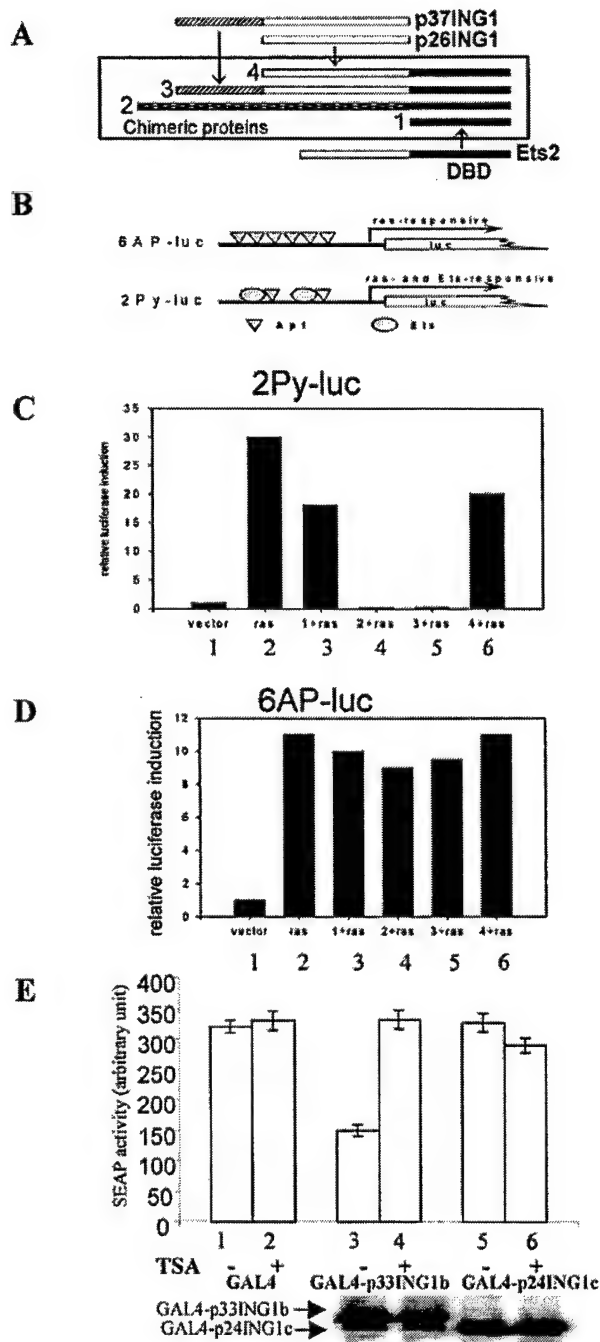 A
p37ING1
p26ING1
4
3
2
1
Chimeric proteins
Ets2
DBD
B
ras-responsive
6AP-luc
luc
ras- and Ets-responsive
2Py-luc
luc
Ap1
Ets
C
2Py-luc
relative luciferase induction
35
30
25
20
15
10
5
0
vector ras 1+ras 2+ras 3+ras 4+ras
1 2 3 4 5 6
D
6AP-luc
relative luciferase induction
12
10
8
6
4
2
0
vector ras 1+ras 2+ras 3+ras 4+ras
1 2 3 4 5 6
E
SEAP activity (arbitrary unit)
400
350
300
250
200
150
100
50
0
1 2 3 4 5 6
TSA - + - + - +
GAL4 GAL4-p33ING1b GAL4-p24ING1c
GAL4-p33ING1b
GAL4-p24ING1c